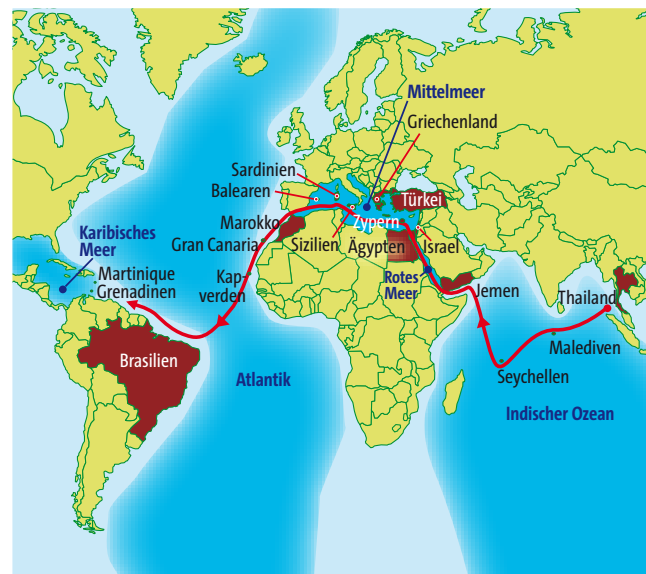 Mittelmeer
Griechenland
Sardinien
Balearen
Türkei
Marokko
Zypern
Karibisches
Meer
Gran Canaria
Sizilien
Ägypten
Israel
Martinique
Grenadinen
Kap-
verden
Rotes
Meer
Jemen
Thailand
Brasilien
Malediven
Seychellen
Atlantik
Indischer Ozean